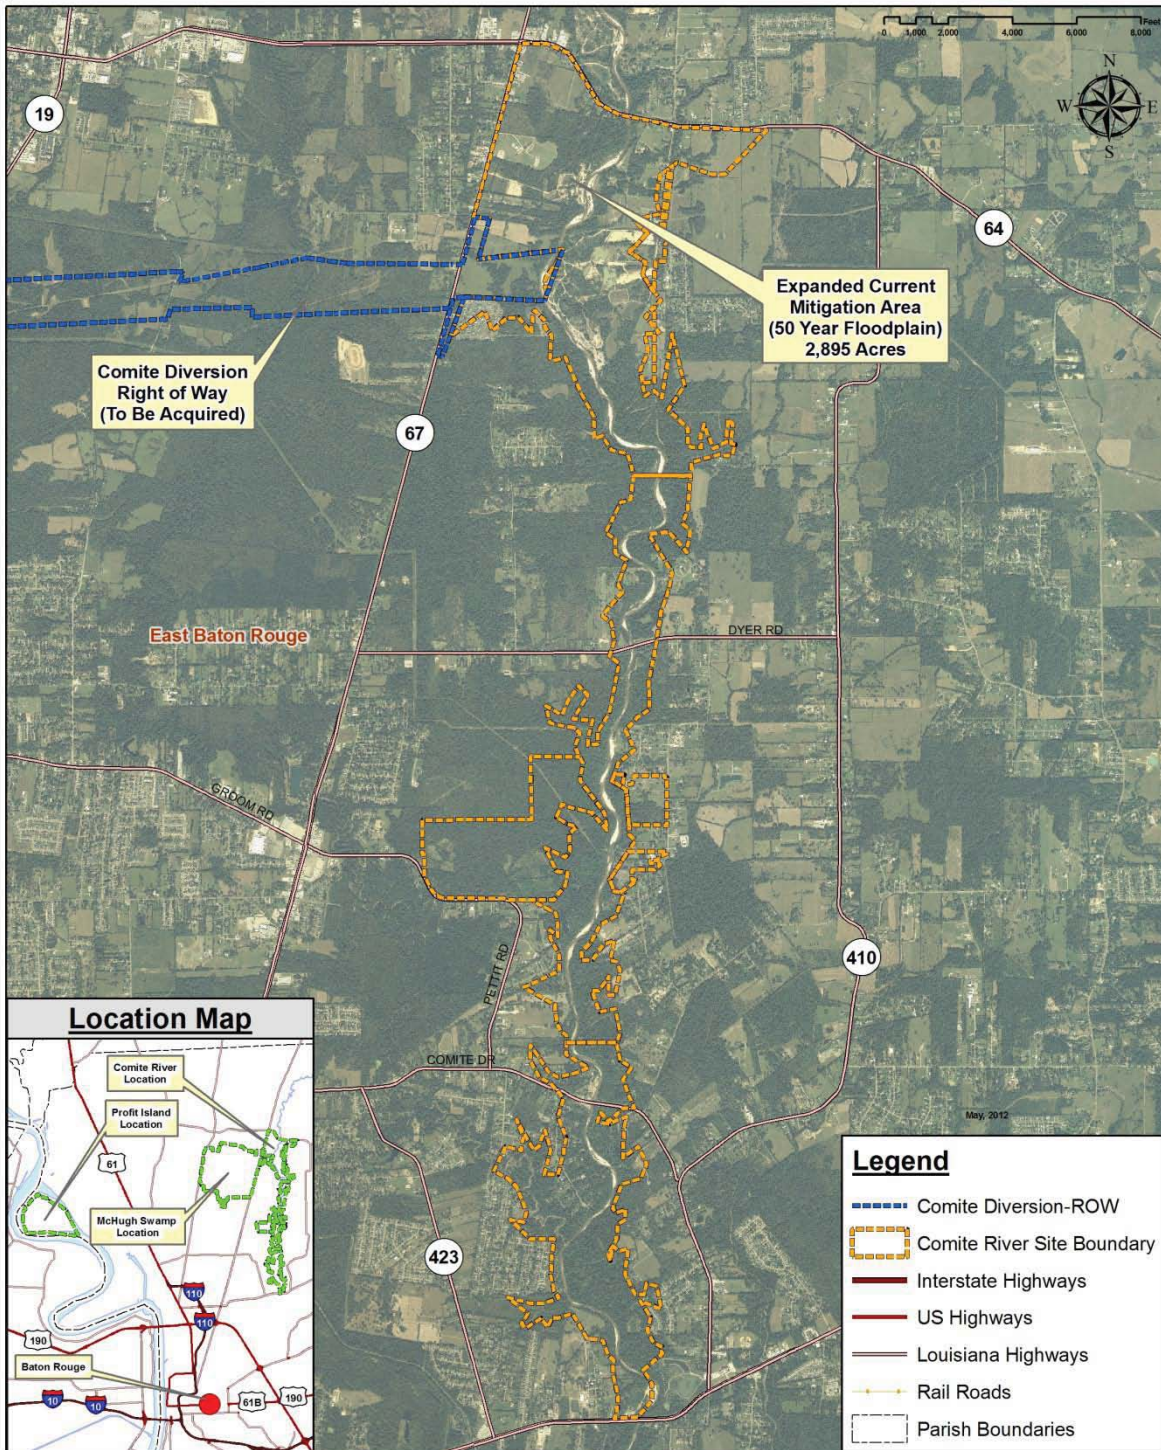 0 1,000 2,000 4,000 6,000 8,000 Feet
N
W E
S
19
64
Expanded Current
Mitigation Area
(50 Year Floodplain)
2,895 Acres
Comite Diversion
Right of Way
(To Be Acquired)
67
East Baton Rouge
DYER RD
GROOM RD
PETTIT RD
410
COMITE DR
May, 2012
423
Location Map
Comite River
Location
Profit Island
Location
61
McHugh Swamp
Location
110
110
190
Baton Rouge
10
10
61B
190
Legend
Comite Diversion-ROW
Comite River Site Boundary
Interstate Highways
US Highways
Louisiana Highways
Rail Roads
Parish Boundaries